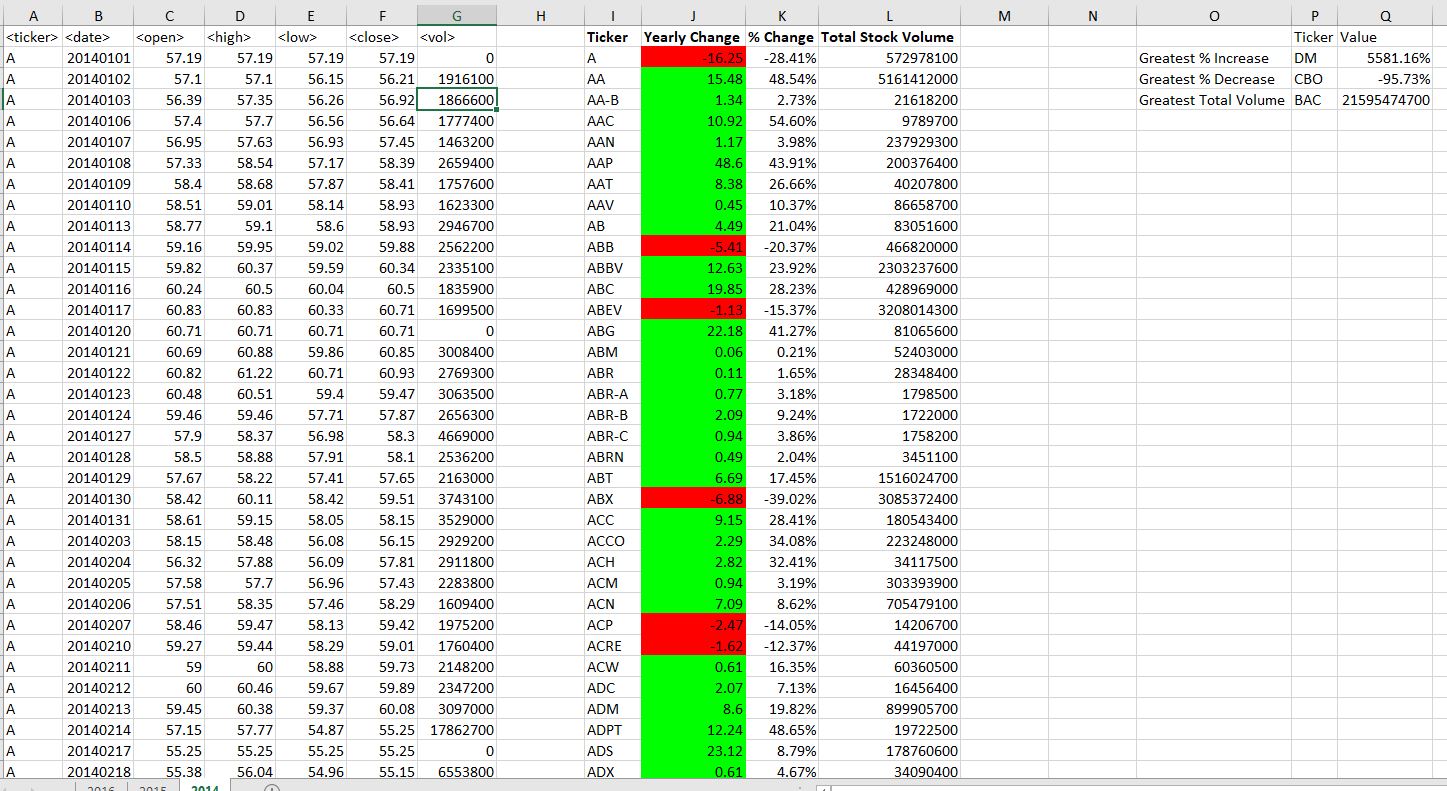 A B C D E F G H I J K L M N O P Q
<ticker> <date> <open> <high> <low> <close> <vol> Ticker Yearly Change % Change Total Stock Volume Ticker Value
A 20140101 57.19 57.19 57.19 57.19 0 A -16.25 -28.41% 572978100 Greatest % Increase DM 5581.16%
A 20140102 57.1 57.1 56.15 56.21 1916100 AA 15.48 48.54% 5161412000 Greatest % Decrease CBO -95.73%
A 20140103 56.39 57.35 56.26 56.92 1866600 AA-B 1.34 2.73% 21618200 Greatest Total Volume BAC 21595474700
A 20140106 57.4 57.7 56.56 56.64 1777400 AAC 10.92 54.60% 9789700
A 20140107 56.95 57.63 56.93 57.45 1463200 AAN 1.17 3.98% 237929300
A 20140108 57.33 58.54 57.17 58.39 2659400 AAP 48.6 43.91% 200376400
A 20140109 58.4 58.68 57.87 58.41 1757600 AAT 8.38 26.66% 40207800
A 20140110 58.51 59.01 58.14 58.93 1623300 AAV 0.45 10.37% 86658700
A 20140113 58.77 59.1 58.6 58.93 2946700 AB 4.49 21.04% 83051600
A 20140114 59.16 59.95 59.02 59.88 2562200 ABB -5.41 -20.37% 466820000
A 20140115 59.82 60.37 59.59 60.34 2335100 ABBV 12.63 23.92% 2303237600
A 20140116 60.24 60.5 60.04 60.5 1835900 ABC 19.85 28.23% 428969000
A 20140117 60.83 60.83 60.33 60.71 1699500 ABEV -1.13 -15.37% 3208014300
A 20140120 60.71 60.71 60.71 60.71 0 ABG 22.18 41.27% 81065600
A 20140121 60.69 60.88 59.86 60.85 3008400 ABM 0.06 0.21% 52403000
A 20140122 60.82 61.22 60.71 60.93 2769300 ABR 0.11 1.65% 28348400
A 20140123 60.48 60.51 59.4 59.47 3063500 ABR-A 0.77 3.18% 1798500
A 20140124 59.46 59.46 57.71 57.87 2656300 ABR-B 2.09 9.24% 1722000
A 20140127 57.9 58.37 56.98 58.3 4669000 ABR-C 0.94 3.86% 1758200
A 20140128 58.5 58.88 57.91 58.1 2536200 ABRN 0.49 2.04% 3451100
A 20140129 57.67 58.22 57.41 57.65 2163000 ABT 6.69 17.45% 1516024700
A 20140130 58.42 60.11 58.42 59.51 3743100 ABX -6.88 -39.02% 3085372400
A 20140131 58.61 59.15 58.05 58.15 3529000 ACC 9.15 28.41% 180543400
A 20140203 58.15 58.48 56.08 56.15 2929200 ACCO 2.29 34.08% 223248000
A 20140204 56.32 57.88 56.09 57.81 2911800 ACH 2.82 32.41% 34117500
A 20140205 57.58 57.7 56.96 57.43 2283800 ACM 0.94 3.19% 303393900
A 20140206 57.51 58.35 57.46 58.29 1609400 ACN 7.09 8.62% 705479100
A 20140207 58.46 59.47 58.13 59.42 1975200 ACP -2.47 -14.05% 14206700
A 20140210 59.27 59.44 58.29 59.01 1760400 ACRE -1.62 -12.37% 44197000
A 20140211 59 60 58.88 59.73 2148200 ACW 0.61 16.35% 60360500
A 20140212 60 60.46 59.67 59.89 2347200 ADC 2.07 7.13% 16456400
A 20140213 59.45 60.38 59.37 60.08 3097000 ADM 8.6 19.82% 899905700
A 20140214 57.15 57.77 54.87 55.25 17862700 ADPT 12.24 48.65% 19722500
A 20140217 55.25 55.25 55.25 55.25 0 ADS 23.12 8.79% 178760600
A 20140218 55.38 56.04 54.96 55.15 6553800 ADX 0.61 4.67% 34090400
2016 2015 2014